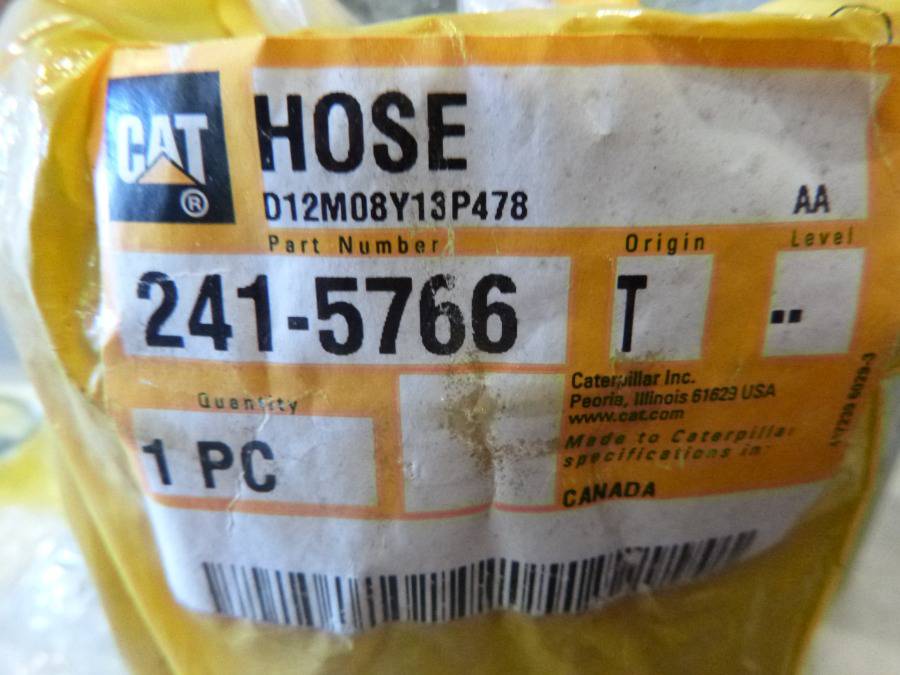 CAT®
HOSE
D12M08Y13P478
AA
Part Number
Origin
Level
241-5766
T
--
Quantity
1 PC
Caterpillar Inc.
Peoria, Illinois 61629 USA
www.cat.com
Made to Caterpillar
specifications in
CANADA